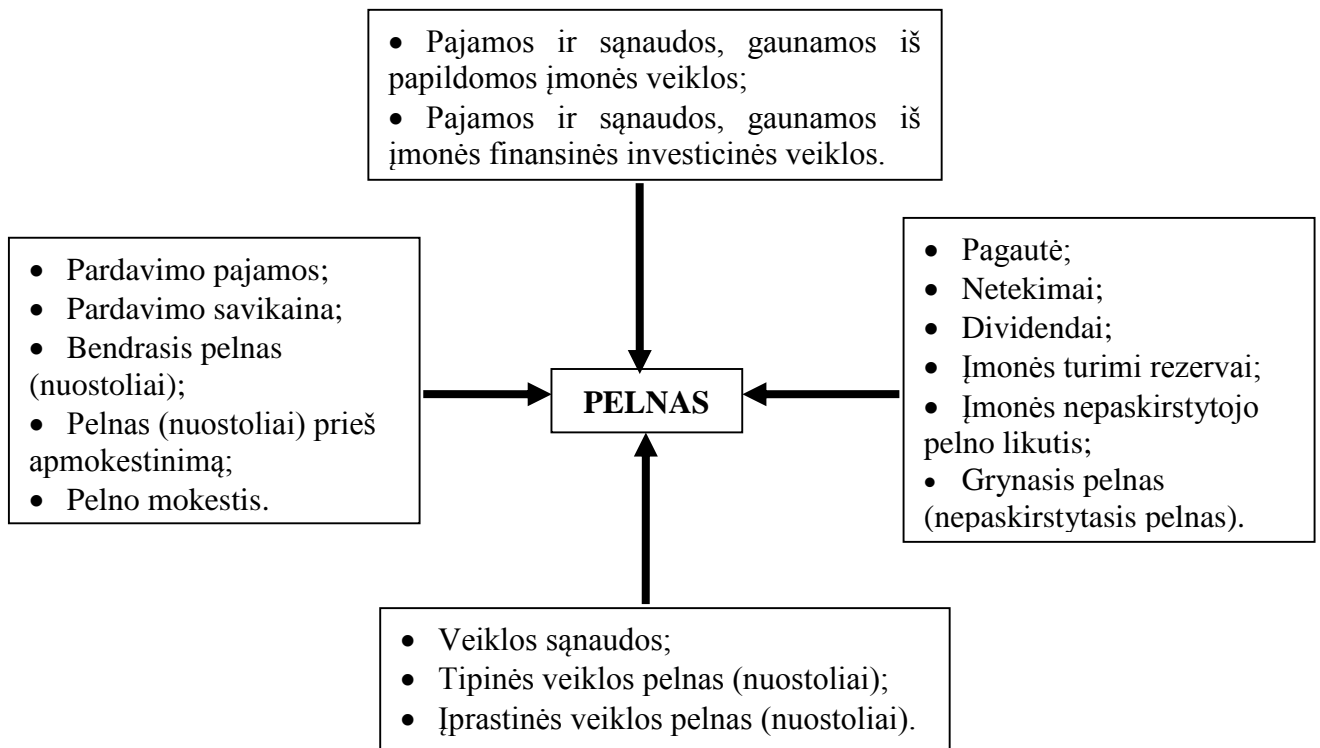 • Pajamos ir sąnaudos, gaunamos iš
papildomos įmonės veiklos;
• Pajamos ir sąnaudos, gaunamos iš
įmonės finansinės investicinės veiklos.
• Pardavimo pajamos;
• Pardavimo savikaina;
• Bendrasis pelnas
(nuostoliai);
• Pelnas (nuostoliai) prieš
apmokestinimą;
• Pelno mokestis.
PELNAS
• Pagautė;
• Netekimai;
• Dividendai;
• Įmonės turimi rezervai;
• Įmonės nepaskirstytojo
pelno likutis;
• Grynasis pelnas
(nepaskirstytasis pelnas).
• Veiklos sąnaudos;
• Tipinės veiklos pelnas (nuostoliai);
• Įprastinės veiklos pelnas (nuostoliai).